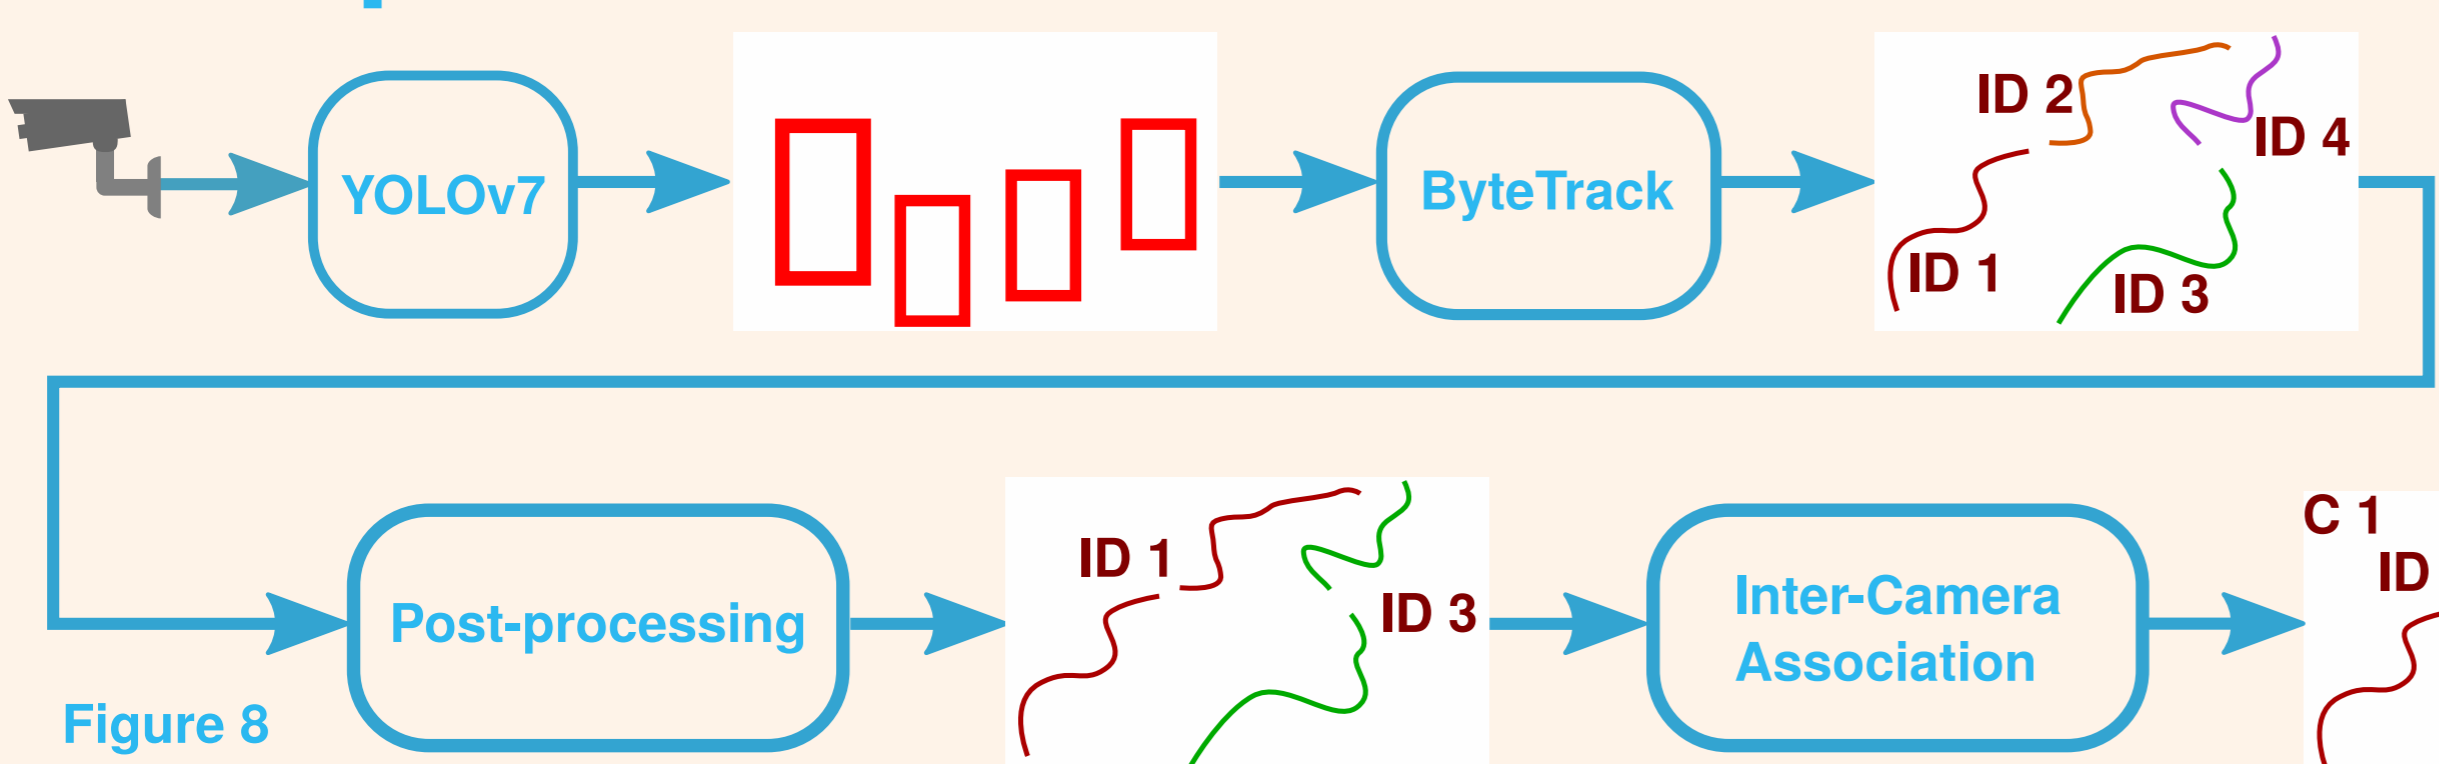 YOLOv7
ByteTrack
ID 2
ID 4
ID 1
ID 3
Post-processing
ID 1
ID 3
Inter-Camera
Association
C 1
ID
Figure 8